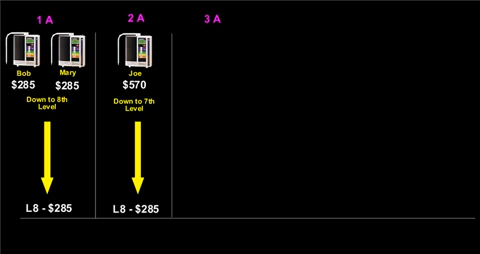 1 A
2 A
3 A
Bob
Mary
Joe
$285
$285
$570
Down to 8th
Level
Down to 7th
Level
L8 - $285
L8 - $285